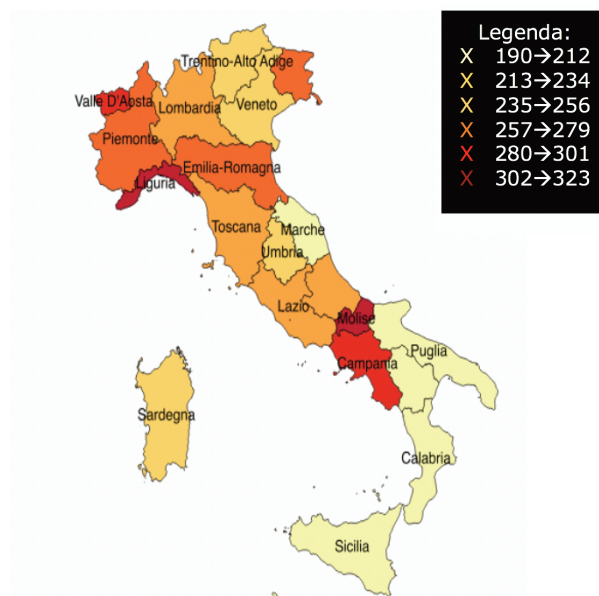 Legenda:
X 190→212
X 213→234
X 235→256
X 257→279
X 280→301
X 302→323
Trentino-Alto Adige
Valle D'Aosta
Lombardia
Veneto
Piemonte
Emilia-Romagna
Liguria
Toscana
Marche
Umbria
Lazio
Molise
Puglia
Campania
Sardegna
Calabria
Sicilia